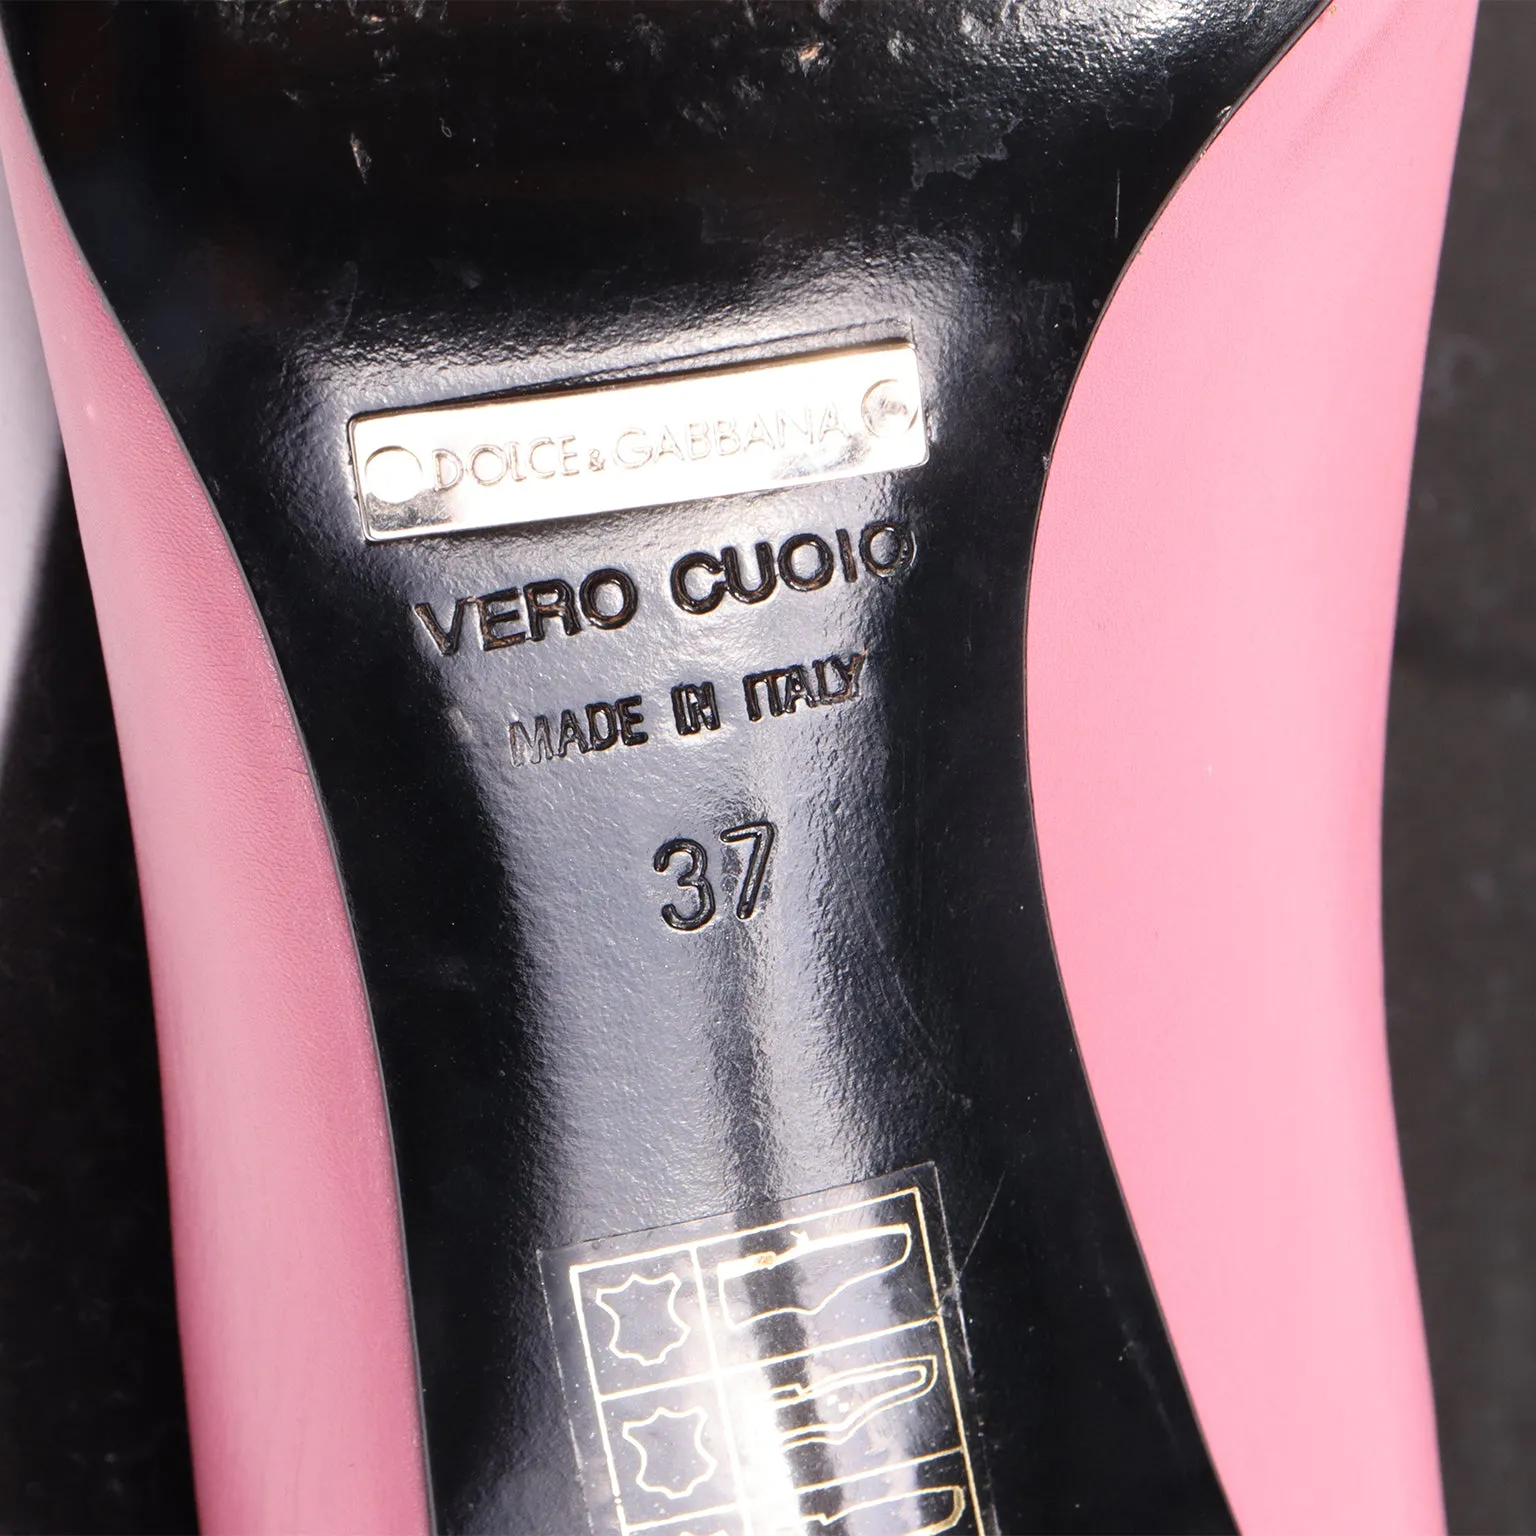 DOLCE&GABBANA
VERO CUOIO
MADE IN ITALY
37